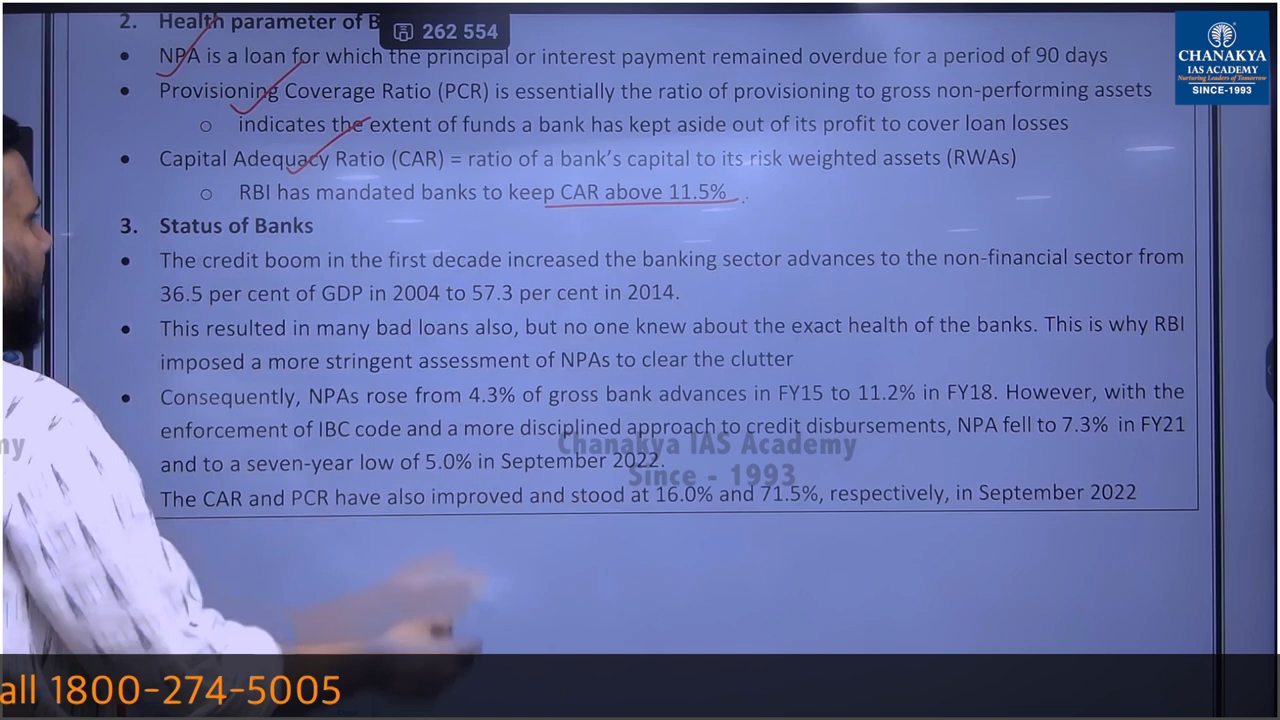 2. Health parameter of B
262 554
• NPA is a loan for which the principal or interest payment remained overdue for a period of 90 days
• Provisioning Coverage Ratio (PCR) is essentially the ratio of provisioning to gross non-performing assets
o indicates the extent of funds a bank has kept aside out of its profit to cover loan losses
• Capital Adequacy Ratio (CAR) = ratio of a bank's capital to its risk weighted assets (RWAs)
o RBI has mandated banks to keep CAR above 11.5%
3. Status of Banks
• The credit boom in the first decade increased the banking sector advances to the non-financial sector from
36.5 per cent of GDP in 2004 to 57.3 per cent in 2014.
• This resulted in many bad loans also, but no one knew about the exact health of the banks. This is why RBI
imposed a more stringent assessment of NPAs to clear the clutter
• Consequently, NPAs rose from 4.3% of gross bank advances in FY15 to 11.2% in FY18. However, with the
enforcement of IBC code and a more disciplined approach to credit disbursements, NPA fell to 7.3% in FY21
and to a seven-year low of 5.0% in September 2022.
The CAR and PCR have also improved and stood at 16.0% and 71.5%, respectively, in September 2022
CHANAKYA
IAS ACADEMY
Nurturing Leaders of Tomorrow
SINCE-1993
my
Chanakya IAS Academy
Since - 1993
all 1800-274-5005